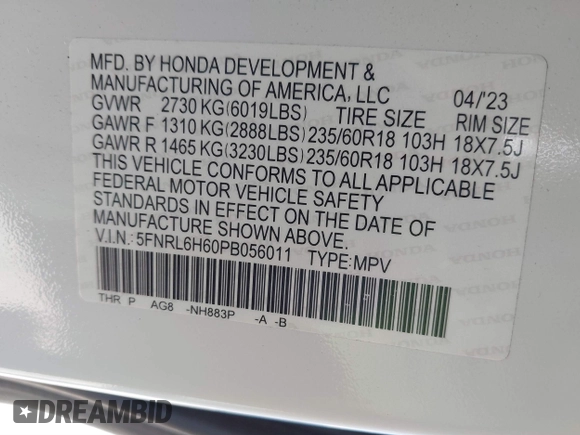 MFD. BY HONDA DEVELOPMENT &
MANUFACTURING OF AMERICA, LLC 04/'23
GVWR 2730 KG(6019LBS) TIRE SIZE RIM SIZE
GAWR F 1310 KG(2888LBS) 235/60R18 103H 18X7.5J
GAWR R 1465 KG(3230LBS) 235/60R18 103H 18X7.5J
THIS VEHICLE CONFORMS TO ALL APPLICABLE
FEDERAL MOTOR VEHICLE SAFETY
STANDARDS IN EFFECT ON THE DATE OF
MANUFACTURE SHOWN ABOVE.
V.I.N.: 5FNRL6H60PB056011 TYPE:MPV
THR P AG8 -NH883P -A -B
DREAMBID